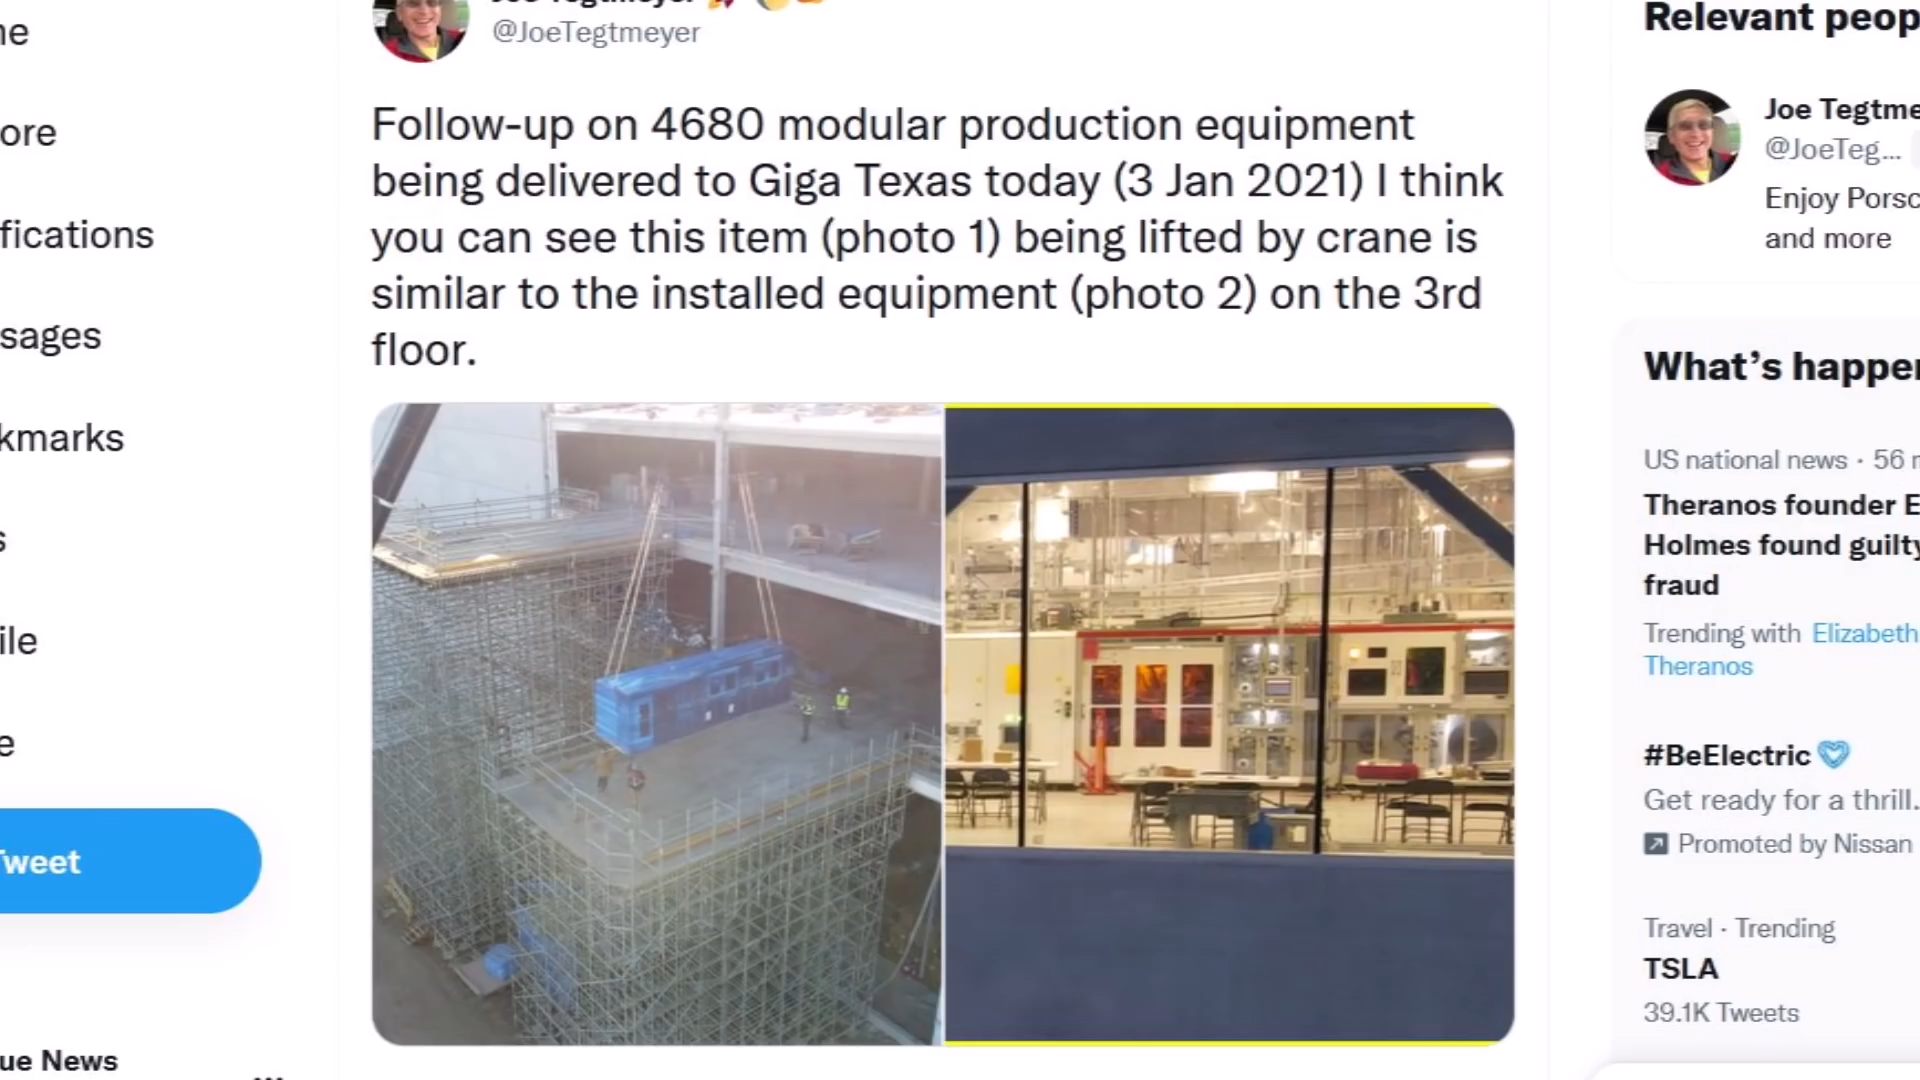 ne
ore
fications
sages
kmarks
s
ile
e
Tweet
ue News
@JoeTegtmeyer
Follow-up on 4680 modular production equipment
being delivered to Giga Texas today (3 Jan 2021) I think
you can see this item (photo 1) being lifted by crane is
similar to the installed equipment (photo 2) on the 3rd
floor.
Relevant peop
Joe Tegtme
@JoeTeg...
Enjoy Porsc
and more
What's happen
US national news · 56 m
Theranos founder E
Holmes found guilty
fraud
Trending with Elizabeth
Theranos
#BeElectric
Get ready for a thrill.
Promoted by Nissan
Travel · Trending
TSLA
39.1K Tweets